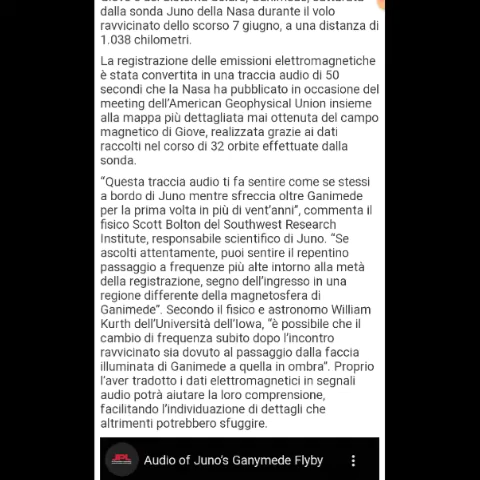 dalla sonda Juno della Nasa durante il volo
ravvicinato dello scorso 7 giugno, a una distanza di
1.038 chilometri.
La registrazione delle emissioni elettromagnetiche
è stata convertita in una traccia audio di 50
secondi che la Nasa ha pubblicato in occasione del
meeting dell’American Geophysical Union insieme
alla mappa più dettagliata mai ottenuta del campo
magnetico di Giove, realizzata grazie ai dati
raccolti nel corso di 32 orbite effettuate dalla
sonda.
“Questa traccia audio ti fa sentire come se stessi
a bordo di Juno mentre sfreccia oltre Ganimede
per la prima volta in più di vent’anni”, commenta il
fisico Scott Bolton del Southwest Research
Institute, responsabile scientifico di Juno. “Se
ascolti attentamente, puoi sentire il repentino
passaggio a frequenze più alte intorno alla metà
della registrazione, segno dell’ingresso in una
regione differente della magnetosfera di
Ganimede”. Secondo il fisico e astronomo William
Kurth dell’Università dell’Iowa, “è possibile che il
cambio di frequenza subito dopo l’incontro
ravvicinato sia dovuto al passaggio dalla faccia
illuminata di Ganimede a quella in ombra”. Proprio
l’aver tradotto i dati elettromagnetici in segnali
audio potrà aiutare la loro comprensione,
facilitando l’individuazione di dettagli che
altrimenti potrebbero sfuggire.
JPL Audio of Juno’s Ganymede Flyby